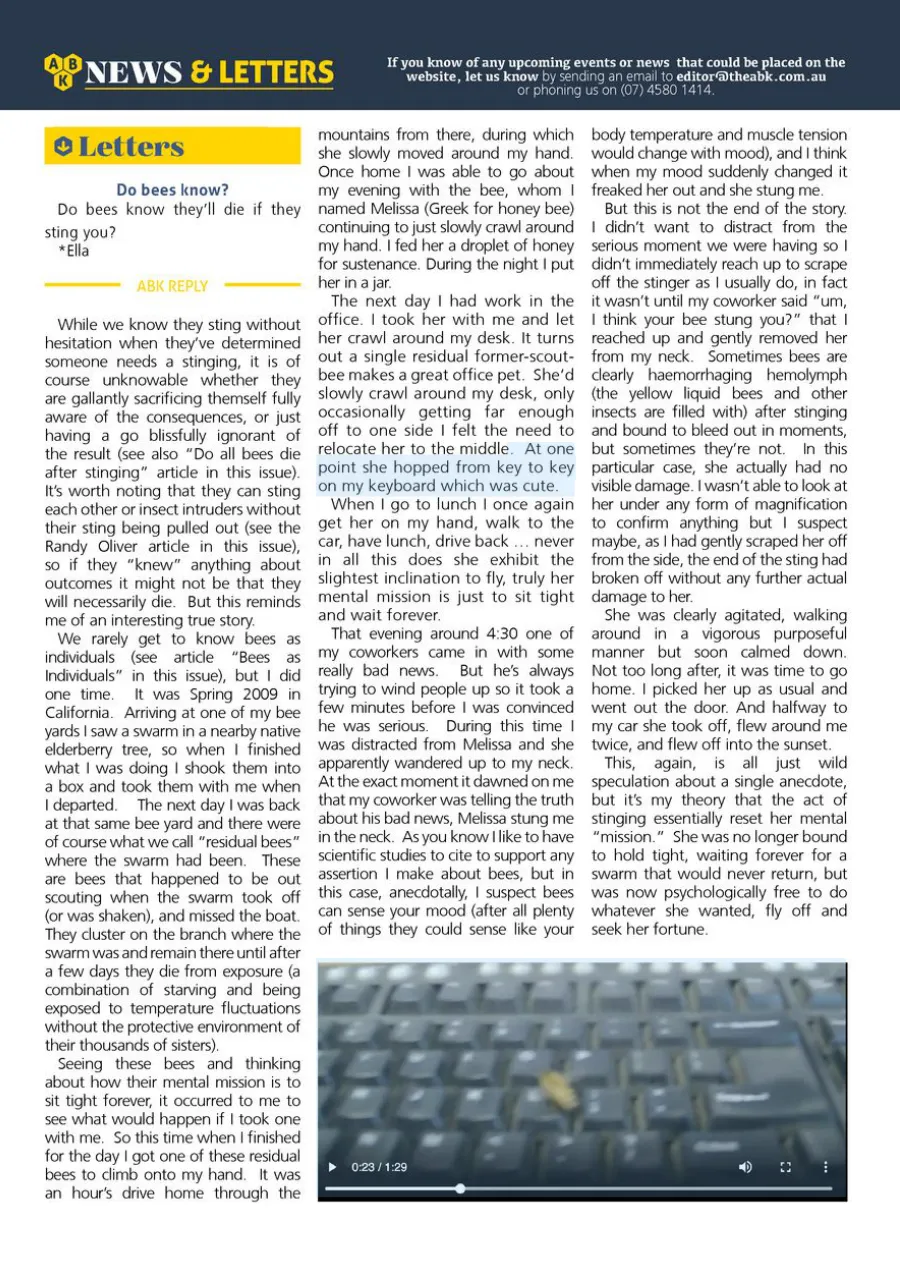 A B K NEWS & LETTERS
If you know of any upcoming events or news that could be placed on the
website, let us know by sending an email to editor@theabk.com.au
or phoning us on (07) 4580 1414.
Letters
Do bees know?
Do bees know they’ll die if they
sting you?
*Ella
ABK REPLY
While we know they sting without
hesitation when they’ve determined
someone needs a stinging, it is of
course unknowable whether they
are gallantly sacrificing themself fully
aware of the consequences, or just
having a go blissfully ignorant of
the result (see also “Do all bees die
after stinging” article in this issue).
It’s worth noting that they can sting
each other or insect intruders without
their sting being pulled out (see the
Randy Oliver article in this issue),
so if they “knew” anything about
outcomes it might not be that they
will necessarily die. But this reminds
me of an interesting true story.
We rarely get to know bees as
individuals (see article “Bees as
Individuals” in this issue), but I did
one time. It was Spring 2009 in
California. Arriving at one of my bee
yards I saw a swarm in a nearby native
elderberry tree, so when I finished
what I was doing I shook them into
a box and took them with me when
I departed. The next day I was back
at that same bee yard and there were
of course what we call “residual bees”
where the swarm had been. These
are bees that happened to be out
scouting when the swarm took off
(or was shaken), and missed the boat.
They cluster on the branch where the
swarm was and remain there until after
a few days they die from exposure (a
combination of starving and being
exposed to temperature fluctuations
without the protective environment of
their thousands of sisters).
Seeing these bees and thinking
about how their mental mission is to
sit tight forever, it occurred to me to
see what would happen if I took one
with me. So this time when I finished
for the day I got one of these residual
bees to climb onto my hand. It was
an hour’s drive home through the
mountains from there, during which
she slowly moved around my hand.
Once home I was able to go about
my evening with the bee, whom I
named Melissa (Greek for honey bee)
continuing to just slowly crawl around
my hand. I fed her a droplet of honey
for sustenance. During the night I put
her in a jar.
The next day I had work in the
office. I took her with me and let
her crawl around my desk. It turns
out a single residual former-scout-
bee makes a great office pet. She’d
slowly crawl around my desk, only
occasionally getting far enough
off to one side I felt the need to
relocate her to the middle. At one
point she hopped from key to key
on my keyboard which was cute.
When I go to lunch I once again
get her on my hand, walk to the
car, have lunch, drive back … never
in all this does she exhibit the
slightest inclination to fly, truly her
mental mission is just to sit tight
and wait forever.
That evening around 4:30 one of
my coworkers came in with some
really bad news. But he’s always
trying to wind people up so it took a
few minutes before I was convinced
he was serious. During this time I
was distracted from Melissa and she
apparently wandered up to my neck.
At the exact moment it dawned on me
that my coworker was telling the truth
about his bad news, Melissa stung me
in the neck. As you know I like to have
scientific studies to cite to support any
assertion I make about bees, but in
this case, anecdotally, I suspect bees
can sense your mood (after all plenty
of things they could sense like your
body temperature and muscle tension
would change with mood), and I think
when my mood suddenly changed it
freaked her out and she stung me.
But this is not the end of the story.
I didn’t want to distract from the
serious moment we were having so I
didn’t immediately reach up to scrape
off the stinger as I usually do, in fact
it wasn’t until my coworker said “um,
I think your bee stung you?” that I
reached up and gently removed her
from my neck. Sometimes bees are
clearly haemorrhaging hemolymph
(the yellow liquid bees and other
insects are filled with) after stinging
and bound to bleed out in moments,
but sometimes they’re not. In this
particular case, she actually had no
visible damage. I wasn’t able to look at
her under any form of magnification
to confirm anything but I suspect
maybe, as I had gently scraped her off
from the side, the end of the sting had
broken off without any further actual
damage to her.
She was clearly agitated, walking
around in a vigorous purposeful
manner but soon calmed down.
Not too long after, it was time to go
home. I picked her up as usual and
went out the door. And halfway to
my car she took off, flew around me
twice, and flew off into the sunset.
This, again, is all just wild
speculation about a single anecdote,
but it’s my theory that the act of
stinging essentially reset her mental
“mission.” She was no longer bound
to hold tight, waiting forever for a
swarm that would never return, but
was now psychologically free to do
whatever she wanted, fly off and
seek her fortune.
0:23 / 1:29